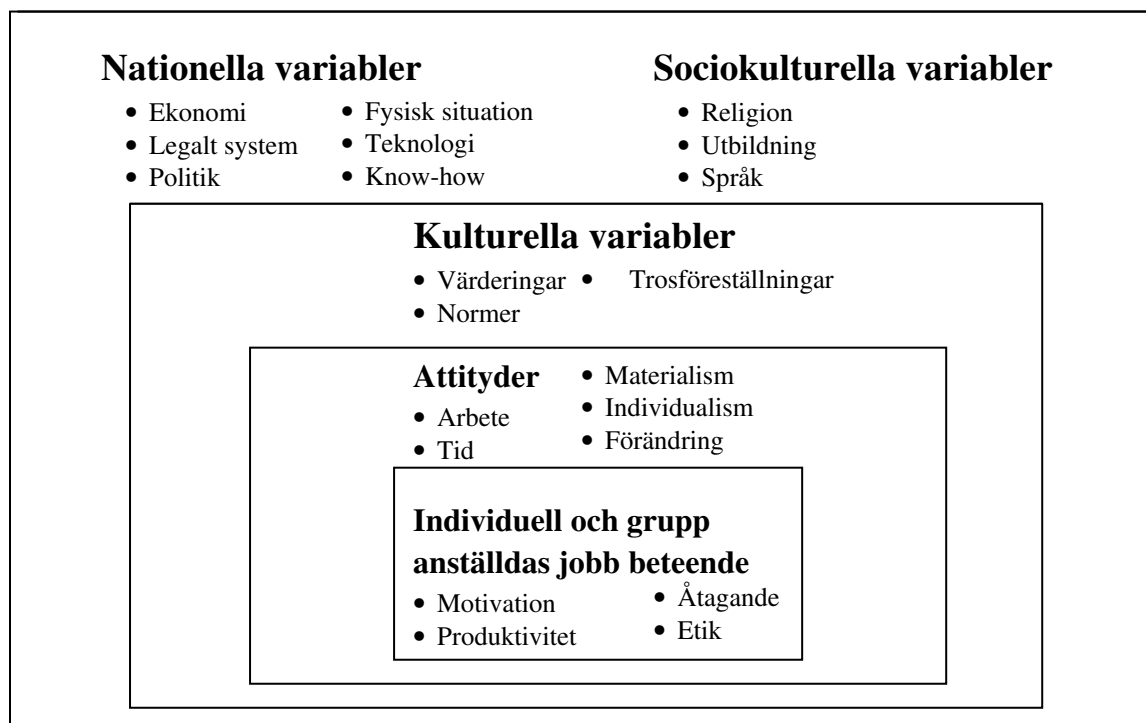 Nationella variabler Sociokulturella variabler
• Ekonomi • Fysisk situation • Religion
• Legalt system • Teknologi • Utbildning
• Politik • Know-how • Språk
Kulturella variabler
• Värderingar • Trosföreställningar
• Normer
Attityder • Materialism
• Arbete • Individualism
• Tid • Förändring
Individuell och grupp
anställdas jobb beteende
• Motivation • Åtagande
• Produktivitet • Etik